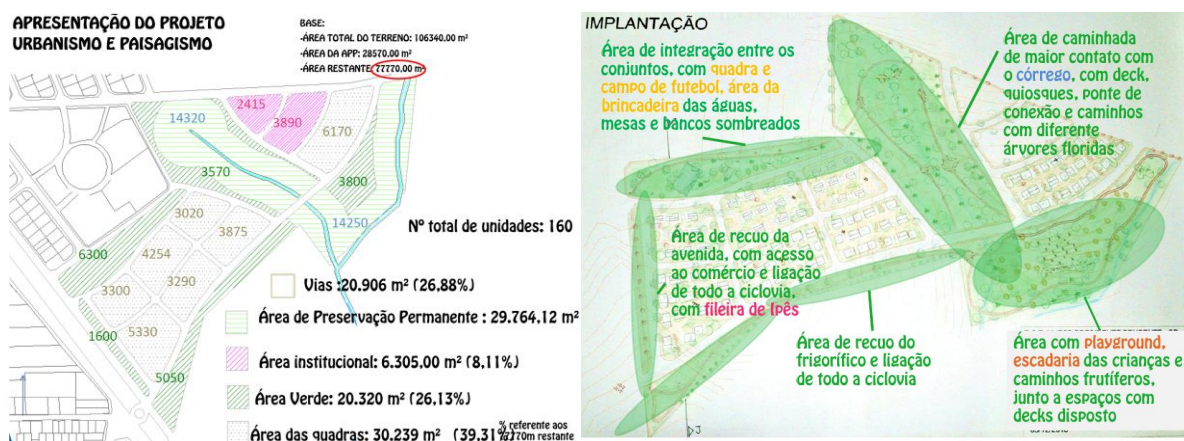 APRESENTAÇÃO DO PROJETO
URBANISMO E PAISAGISMO
BASE:
-ÁREA TOTAL DO TERRENO: 106340.00 m²
-ÁREA DA APP: 28570.00 m²
-ÁREA RESTANTE: 77770.00 m²
2415
3890
14320
6170
3570
3800
14250
3020
3875
6300
4254
3290
3300
5330
1600
5050
Nº total de unidades: 160
Vias :20.906 m² (26,88%)
Área de Preservação Permanente : 29.764,12 m²
Área institucional: 6.305,00 m² (8,11%)
Área Verde: 20.320 m² (26,13%)
Área das quadras: 30.239 m² (39,31%)
% referente aos
restante
IMPLANTAÇÃO
Área de integração entre os
conjuntos, com quadra e
campo de futebol, área da
brincadeira das águas,
mesas e bancos sombreados
Área de caminhada
de maior contato com
o córrego, com deck,
quiosques, ponte de
conexão e caminhos
com diferente
árvores floridas
Área de recuo da
avenida, com acesso
ao comércio e ligação
de todo a ciclovia,
com fileira de Ipês
Área de recuo do
frigorífico e ligação
de todo a ciclovia
Área com playground,
escadaria das crianças e
caminhos frutíferos,
junto a espaços com
decks disposto
J